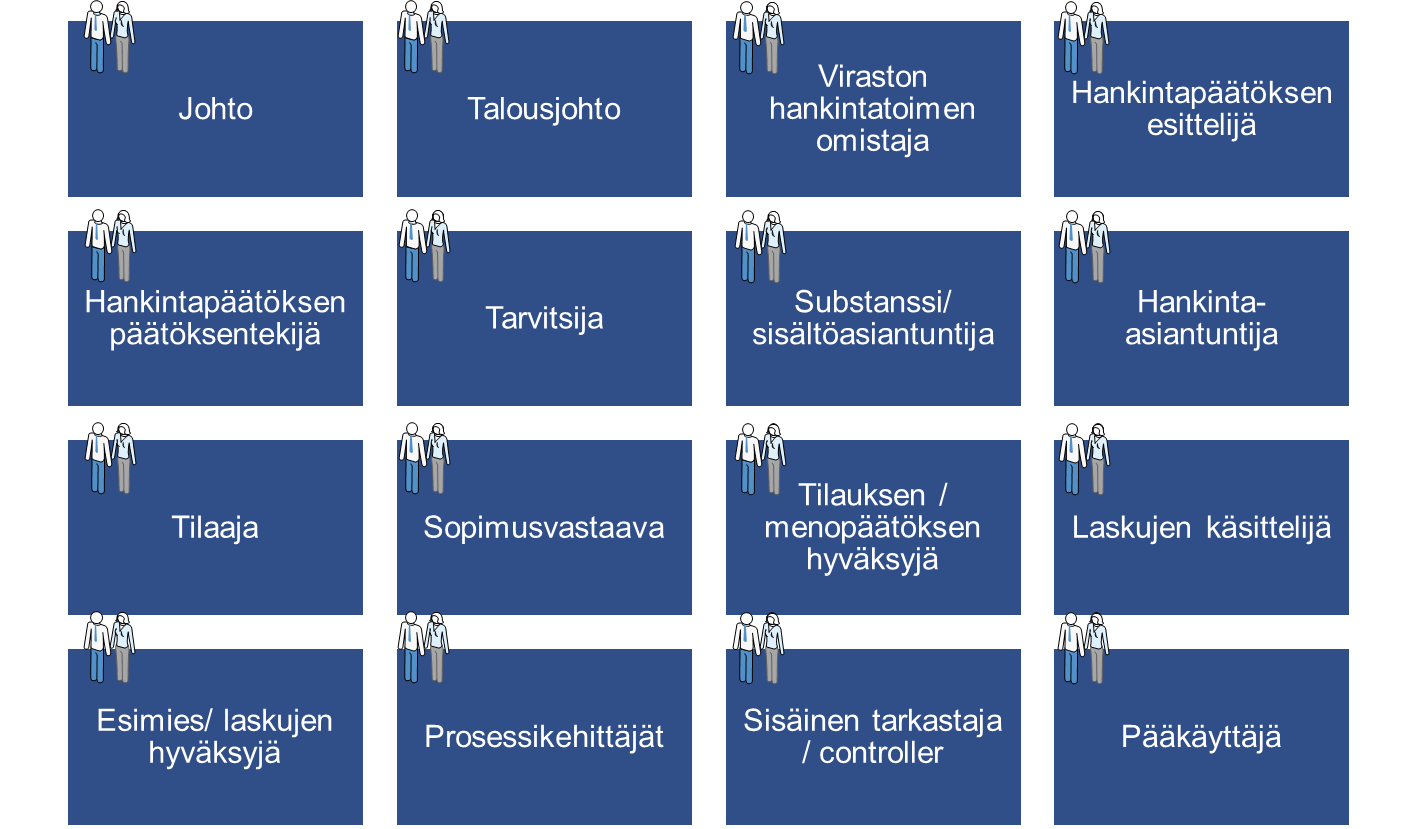 Johto
Talousjohto
Viraston
hankintatoimen
omistaja
Hankintapäätöksen
esittelijä
Hankintapäätöksen
päätöksentekijä
Tarvitsija
Substanssi/
sisältöasiantuntija
Hankinta-
asiantuntija
Tilaaja
Sopimusvastaava
Tilauksen /
menopäätöksen
hyväksyjä
Laskujen käsittelijä
Esimies/ laskujen
hyväksyjä
Prosessikehittäjät
Sisäinen tarkastaja
/ controller
Pääkäyttäjä